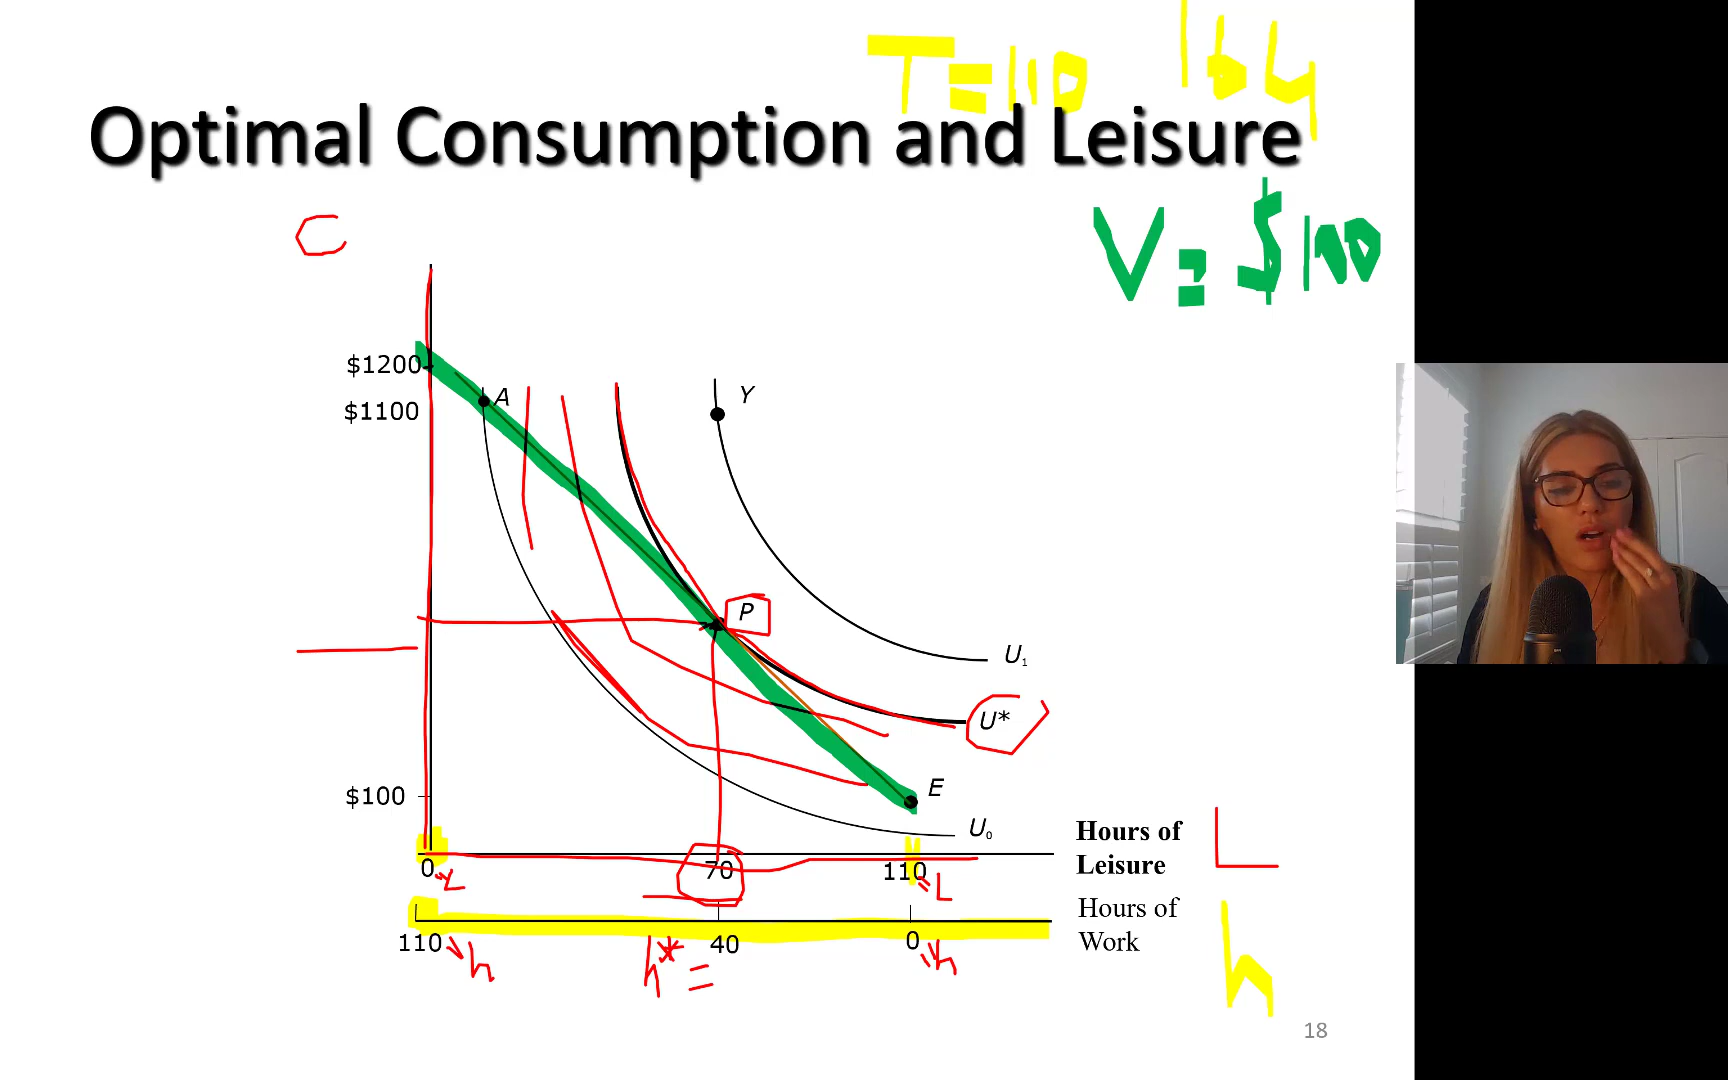 T=110 164
Optimal Consumption and Leisure
V=$100
C
$1200
$1100
A
Y
P
U₁
U*
$100
E
U₀
0=L
70
110=L
Hours of Leisure L
110=h
h*=
40
0=h
Hours of Work h
18